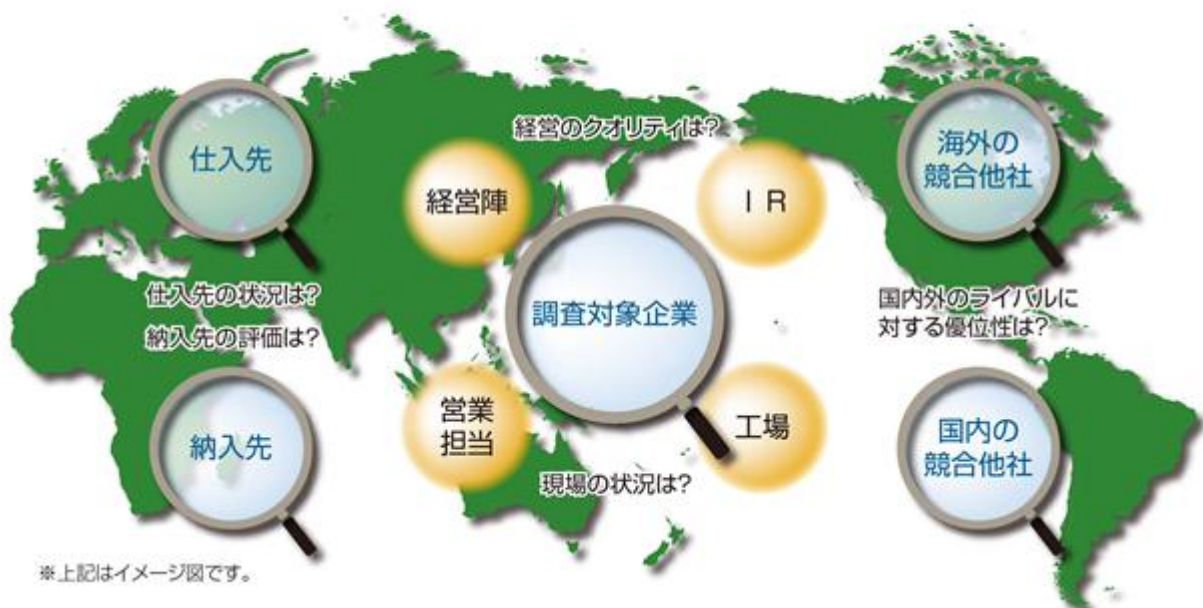 経営のクオリティは?
仕入先
経営陣
I R
海外の
競合他社
仕入先の状況は?
納入先の評価は?
調査対象企業
国内外のライバルに
対する優位性は?
納入先
営業
担当
工場
国内の
競合他社
現場の状況は?
※上記はイメージ図です。